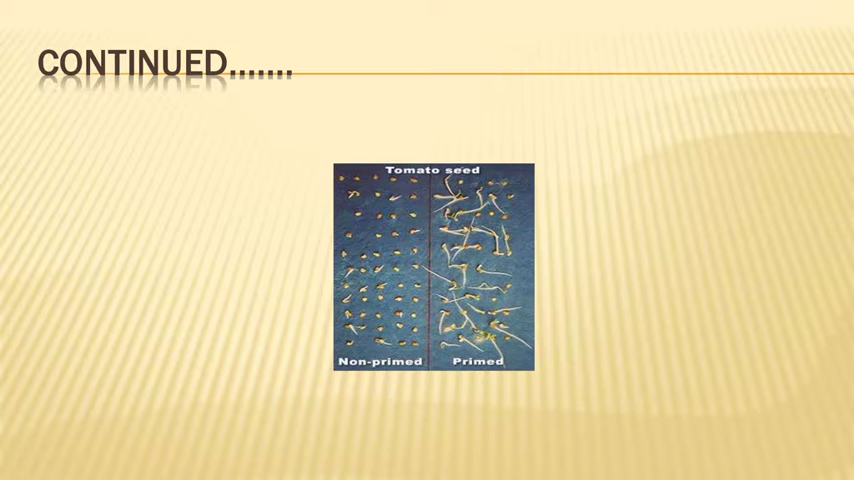 CONTINUED.......
Tomato seed
Non-primed
Primed